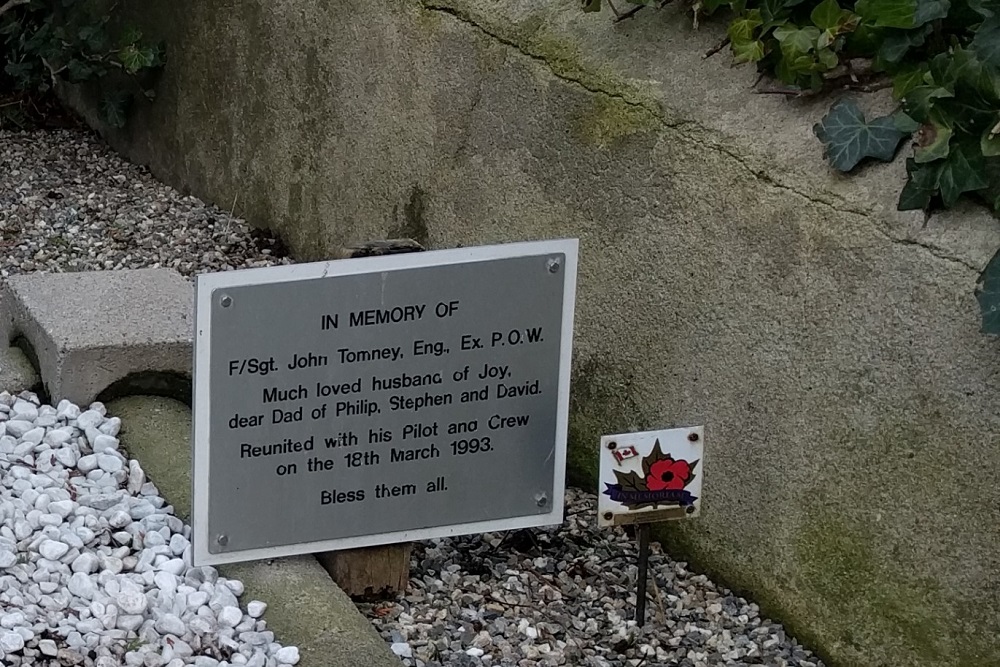 IN MEMORY OF
F/Sgt. John Tomney, Eng., Ex. P.O.W.
Much loved husband of Joy,
dear Dad of Philip, Stephen and David.
Reunited with his Pilot and Crew
on the 18th March 1993.
Bless them all.
IN MEMORIAM